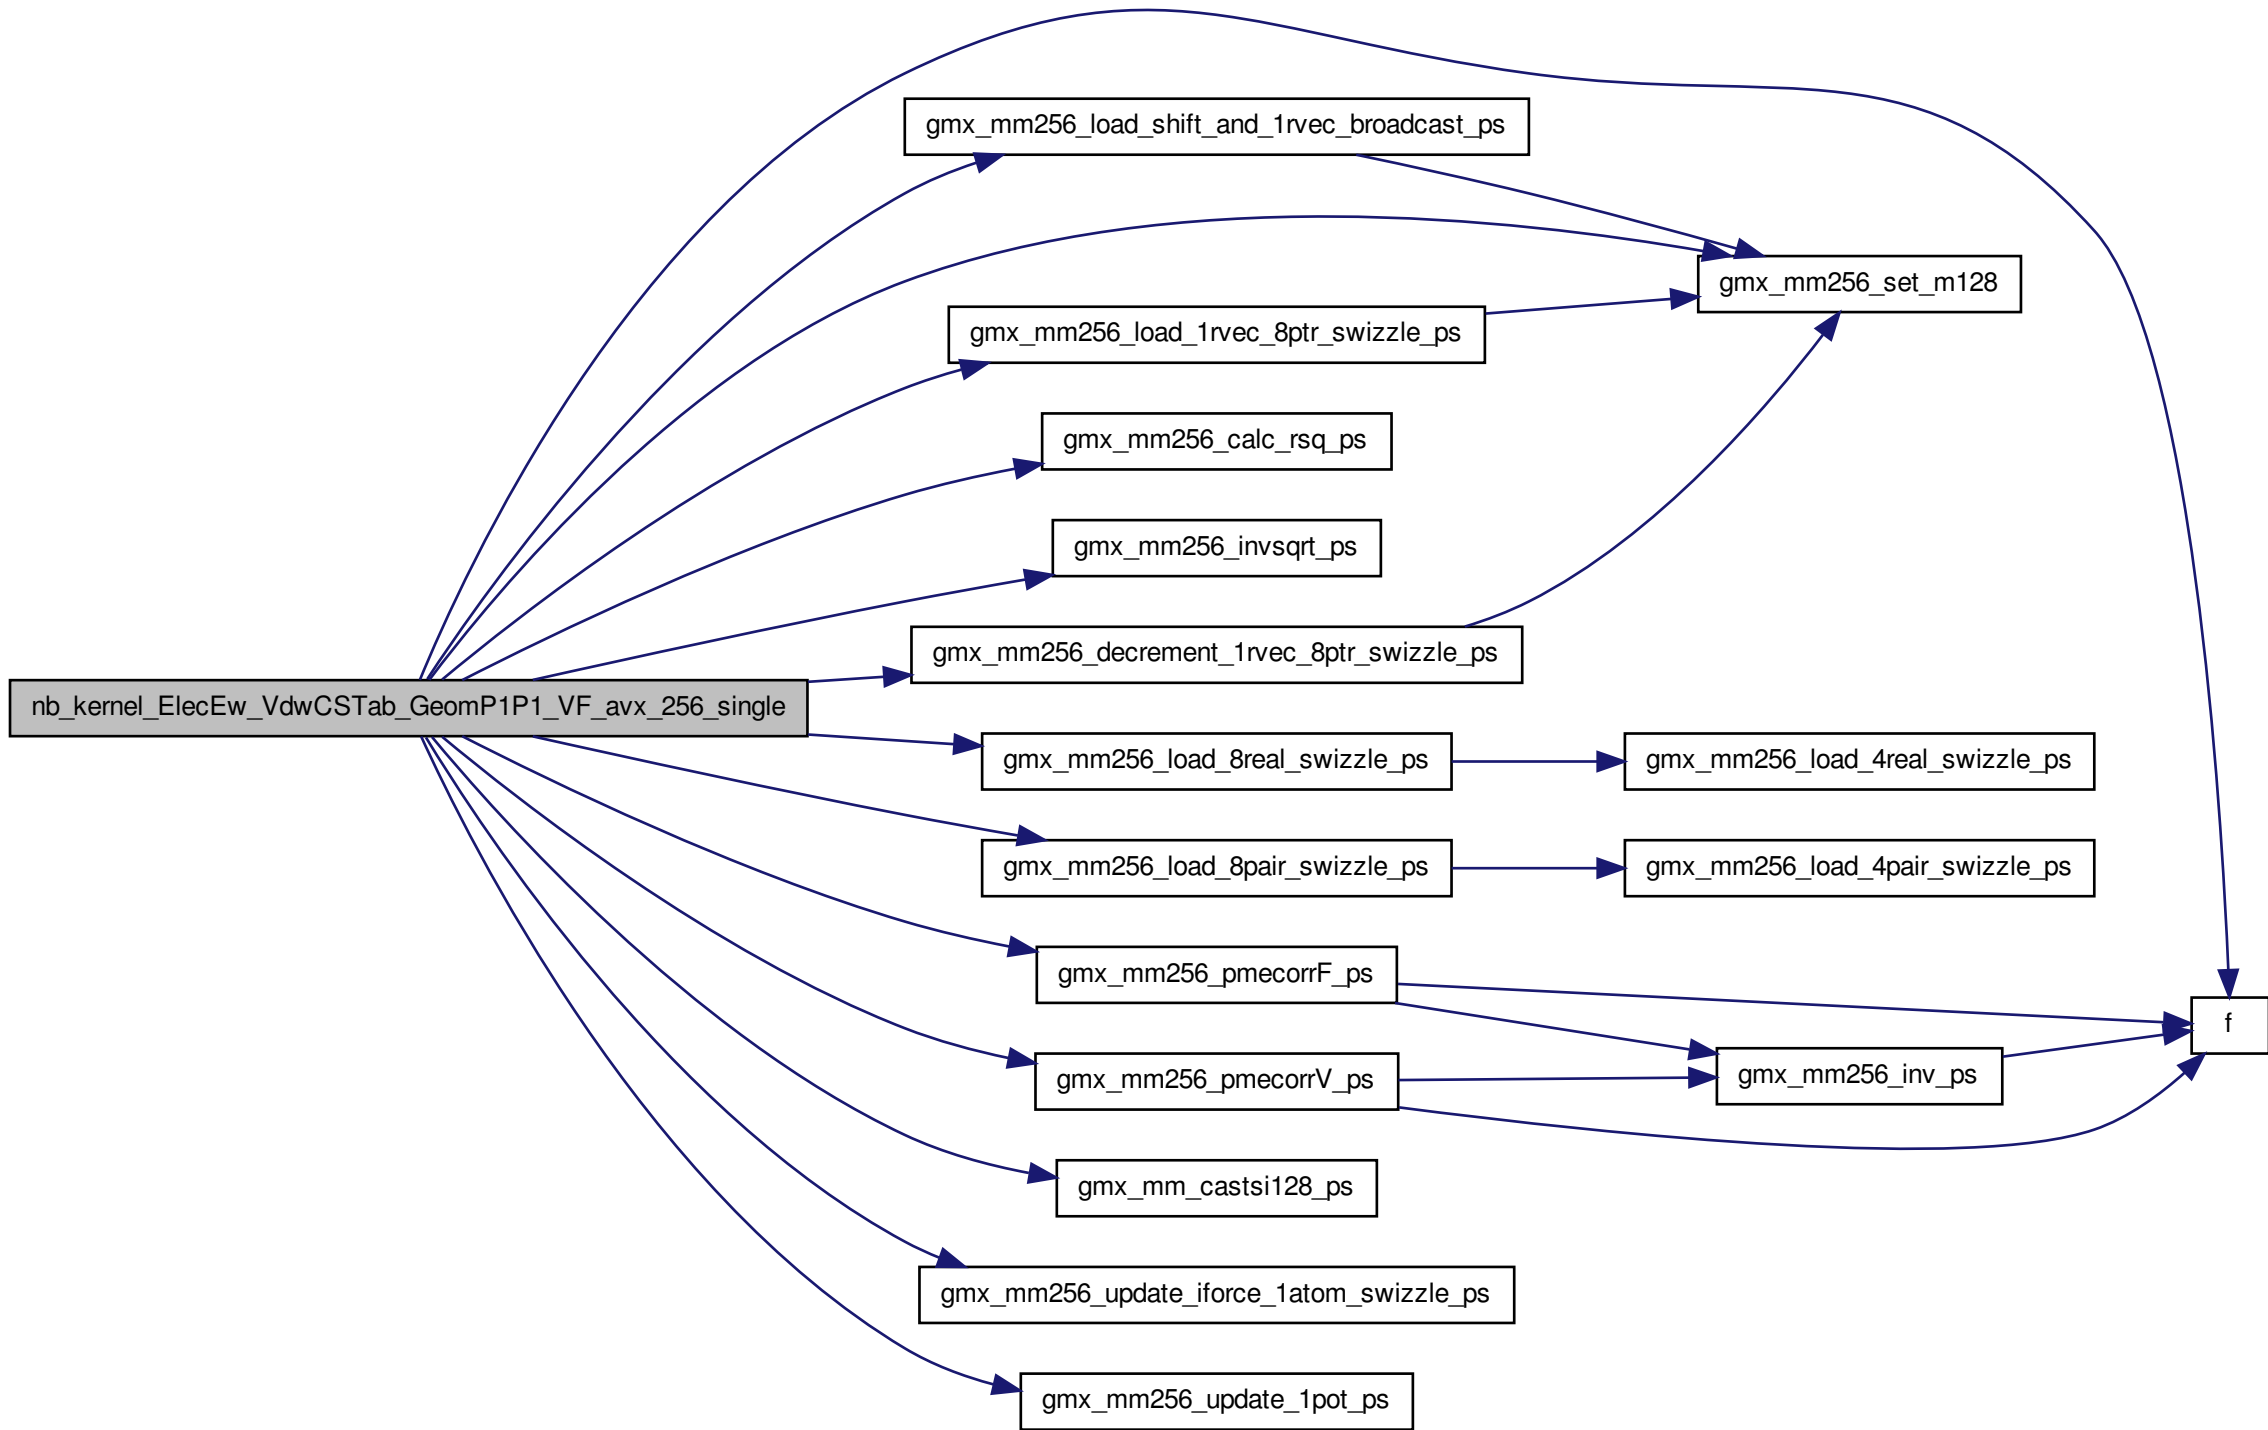 gmx_mm256_load_shift_and_1rvec_broadcast_ps
gmx_mm256_set_m128
gmx_mm256_load_1rvec_8ptr_swizzle_ps
gmx_mm256_calc_rsq_ps
gmx_mm256_invsqrt_ps
gmx_mm256_decrement_1rvec_8ptr_swizzle_ps
nb_kernel_ElecEw_VdwCSTab_GeomP1P1_VF_avx_256_single
gmx_mm256_load_8real_swizzle_ps
gmx_mm256_load_4real_swizzle_ps
gmx_mm256_load_8pair_swizzle_ps
gmx_mm256_load_4pair_swizzle_ps
gmx_mm256_pmecorrF_ps
f
gmx_mm256_pmecorrV_ps
gmx_mm256_inv_ps
gmx_mm_castsi128_ps
gmx_mm256_update_iforce_1atom_swizzle_ps
gmx_mm256_update_1pot_ps